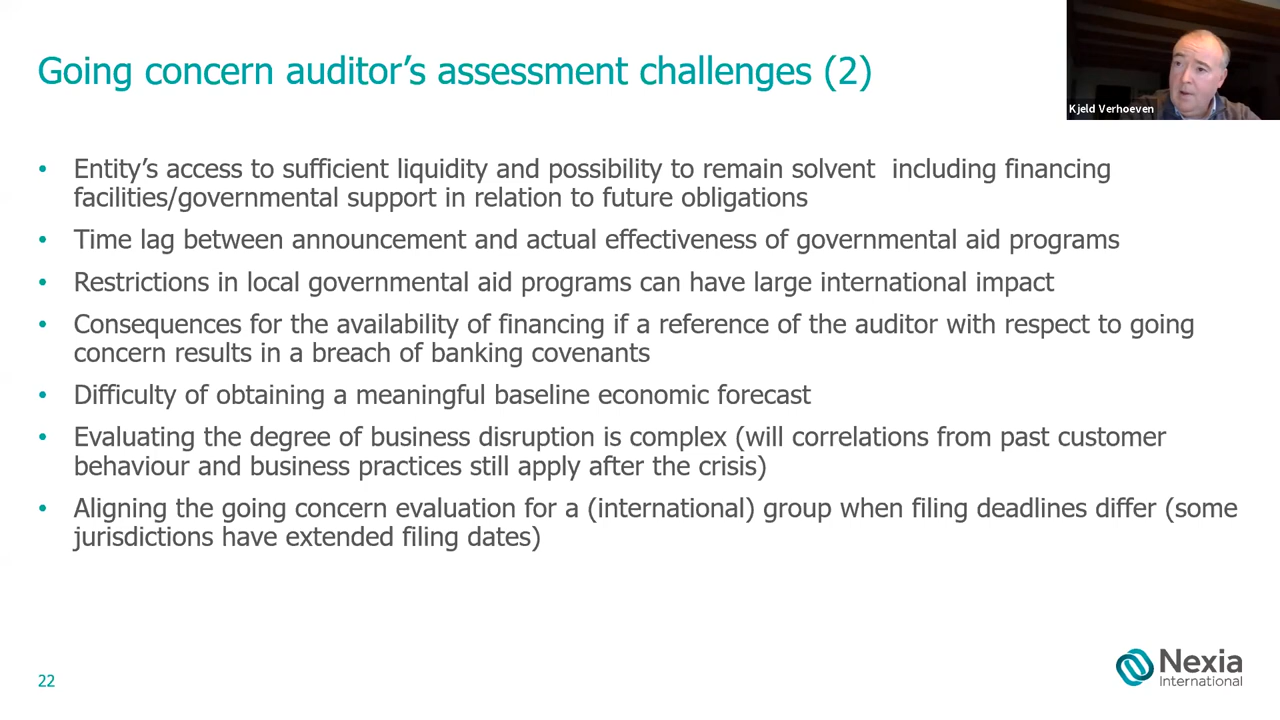 Going concern auditor's assessment challenges (2)
Kjeld Verhoeven
• Entity's access to sufficient liquidity and possibility to remain solvent  including financing
facilities/governmental support in relation to future obligations
• Time lag between announcement and actual effectiveness of governmental aid programs
• Restrictions in local governmental aid programs can have large international impact
• Consequences for the availability of financing if a reference of the auditor with respect to going
concern results in a breach of banking covenants
• Difficulty of obtaining a meaningful baseline economic forecast
• Evaluating the degree of business disruption is complex (will correlations from past customer
behaviour and business practices still apply after the crisis)
• Aligning the going concern evaluation for a (international) group when filing deadlines differ (some
jurisdictions have extended filing dates)
22
Nexia
International